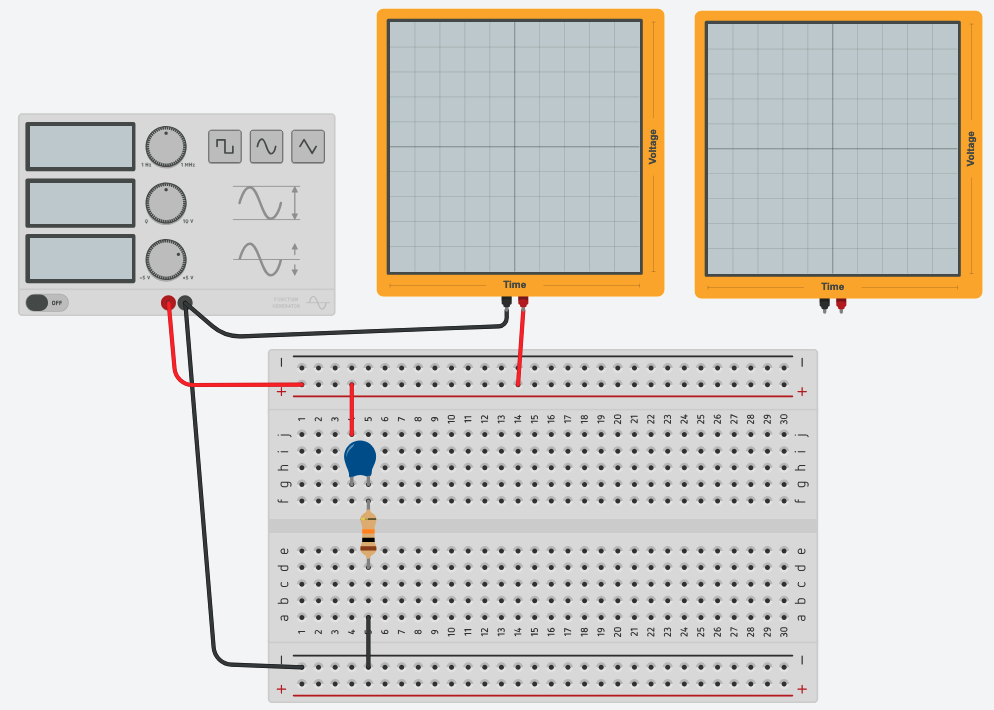 Voltage
Voltage
1 Hz
1 MHz
0
10 V
-5 V
+5 V
OFF
FUNCTION
GENERATOR
Time
Time
− −
+ +
1 2 3 4 5 6 7 8 9 10 11 12 13 14 15 16 17 18 19 20 21 22 23 24 25 26 27 28 29 30
j j
i i
h h
g g
f f
e e
d d
c c
b b
a a
1 2 3 4 5 6 7 8 9 10 11 12 13 14 15 16 17 18 19 20 21 22 23 24 25 26 27 28 29 30
− −
+ +